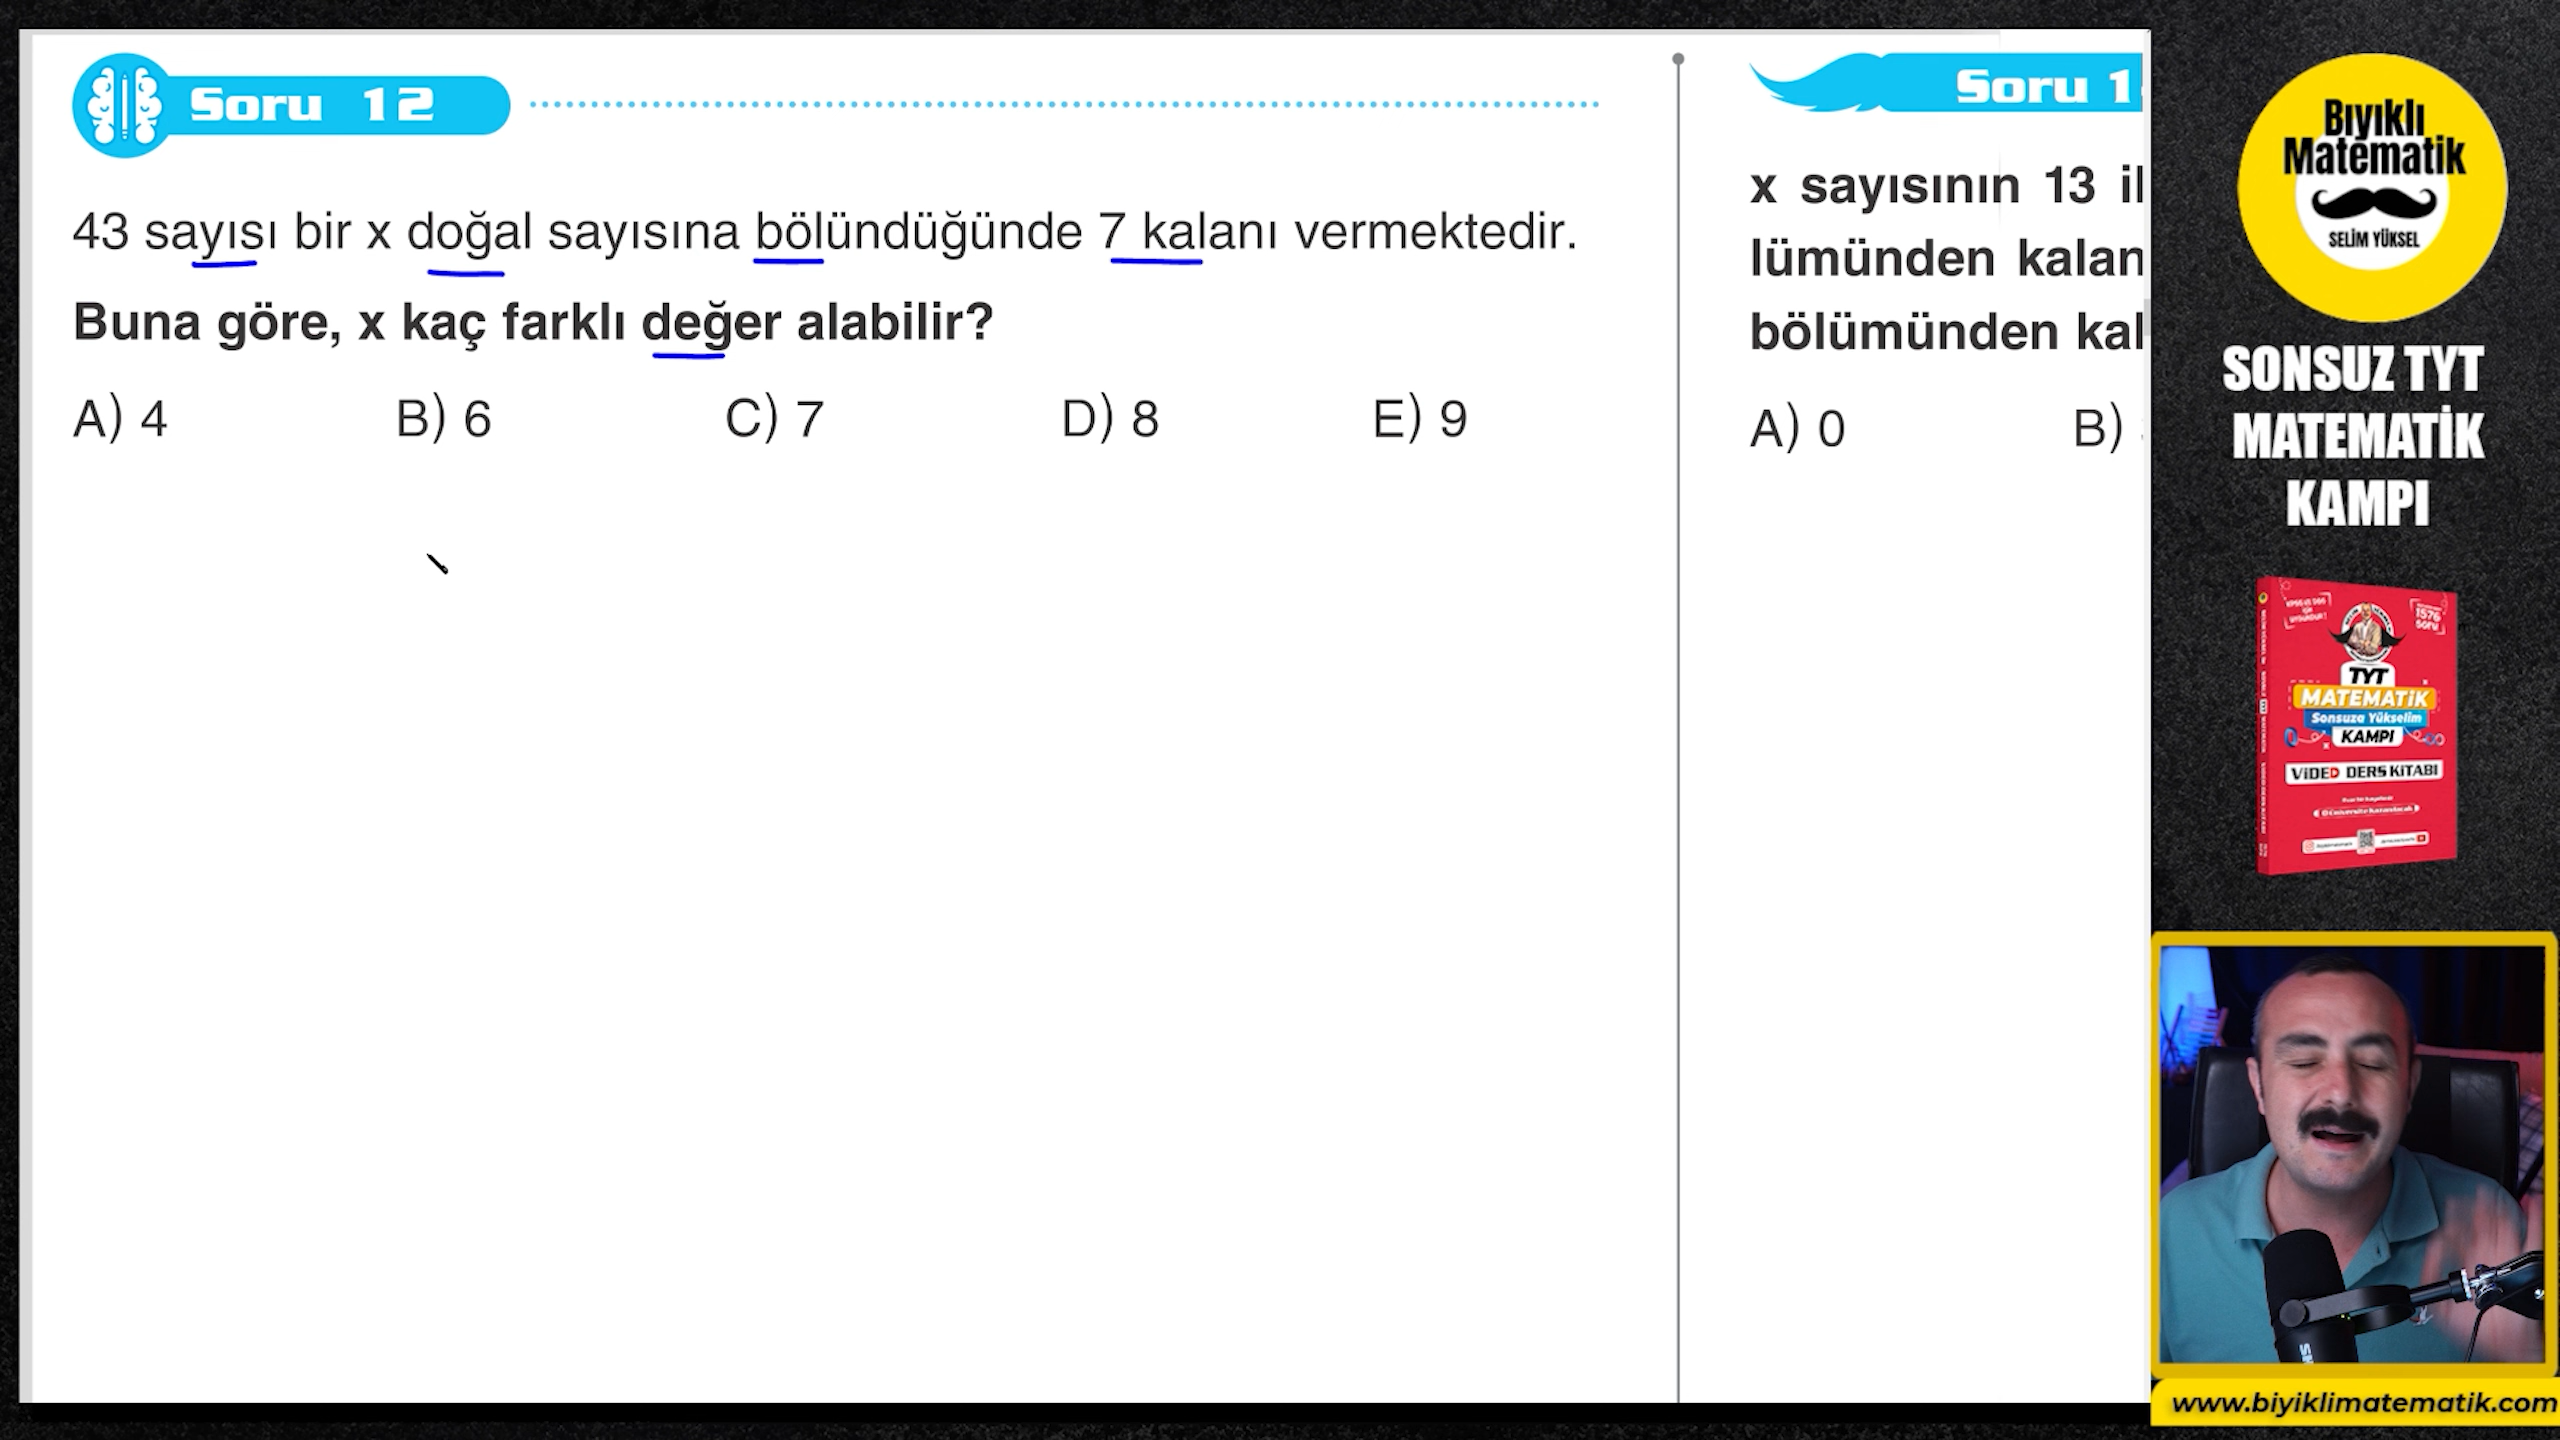 Soru 12
43 sayısı bir x doğal sayısına bölündüğünde 7 kalanı vermektedir.
Buna göre, x kaç farklı değer alabilir?
A) 4 B) 6 C) 7 D) 8 E) 9
Soru 1
x sayısının 13 il
lümünden kalan
bölümünden kal
A) 0 B)
Bıyıklı
Matematik
SELİM YÜKSEL
SONSUZ TYT
MATEMATİK
KAMPI
1576
Soru
TYT
MATEMATİK
Sonsuza Yükselim
KAMPI
VİDEO DERS KİTABI
www.biyiklimatematik.com